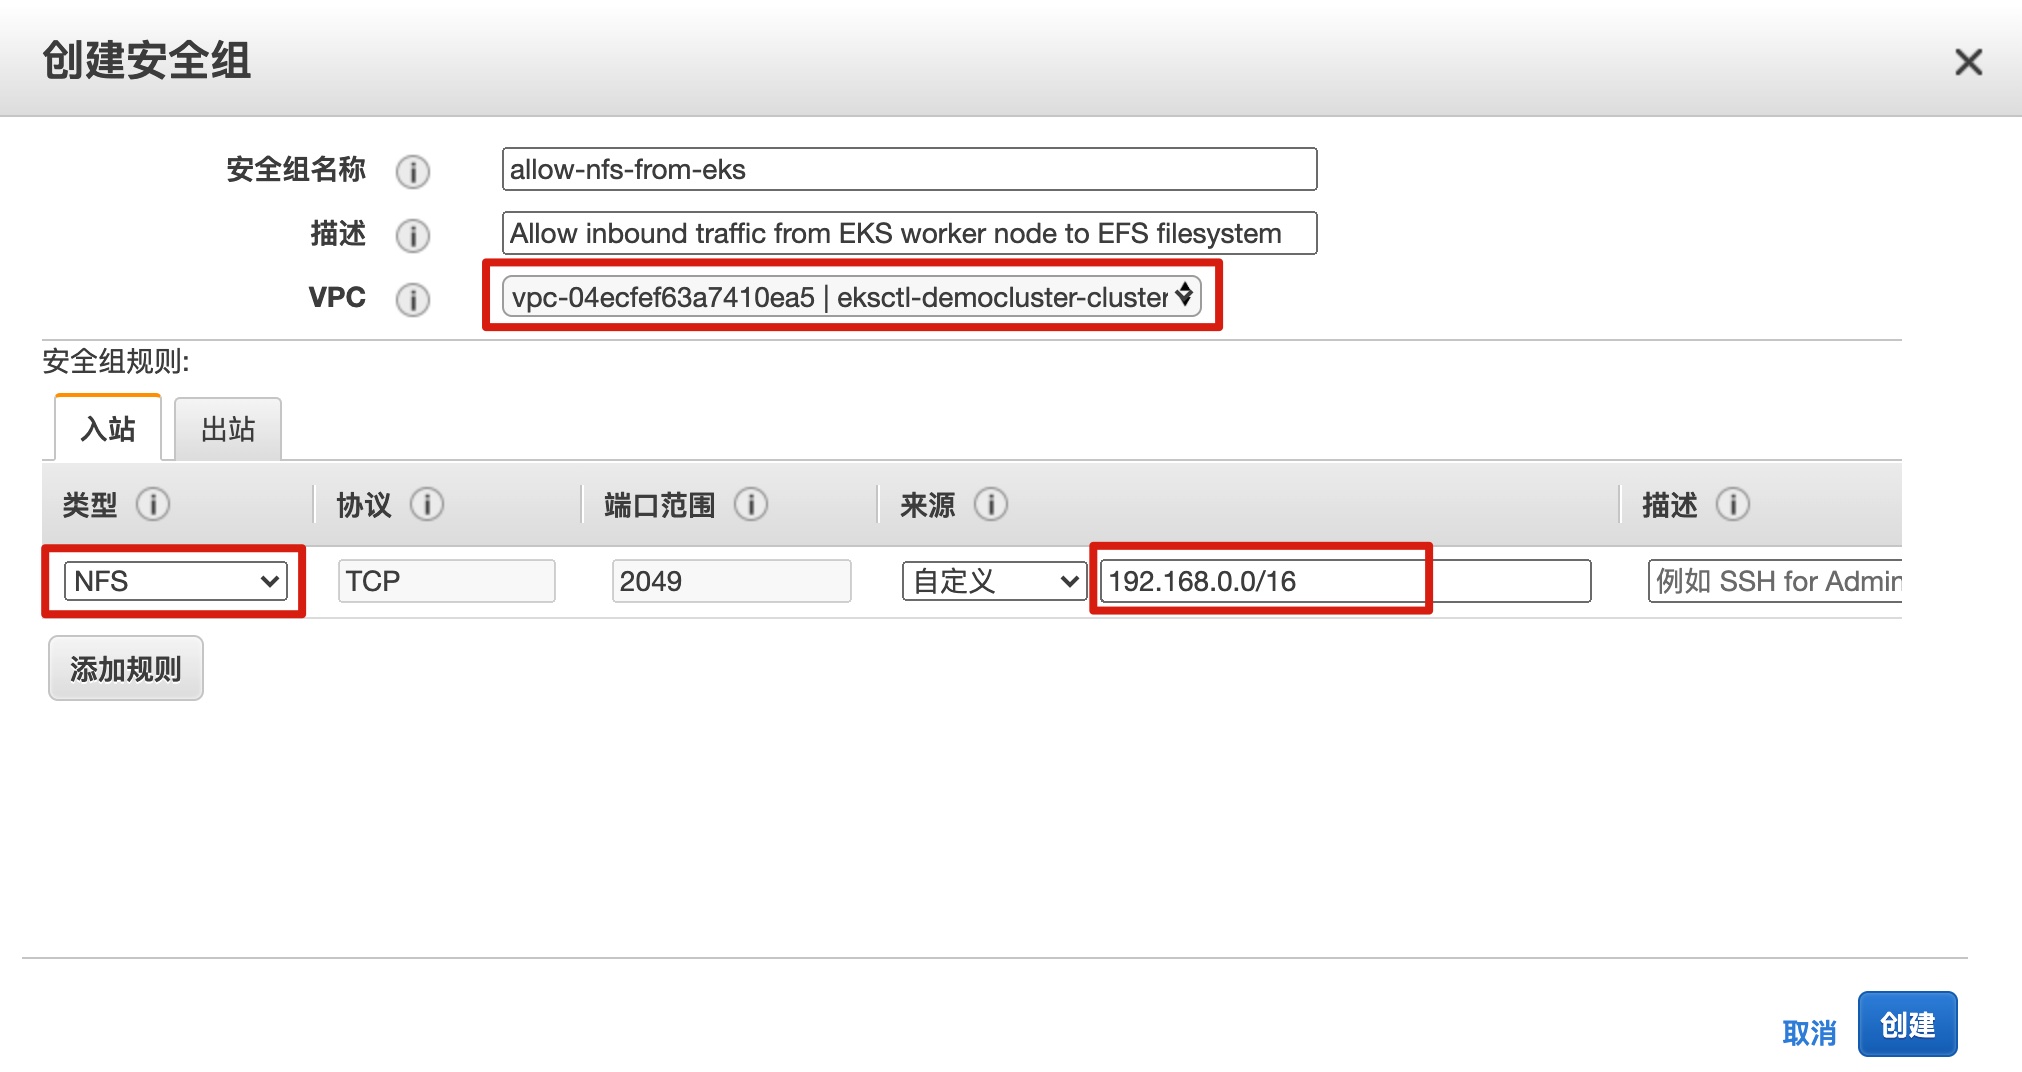 创建安全组
安全组名称 allow-nfs-from-eks
描述 Allow inbound traffic from EKS worker node to EFS filesystem
VPC vpc-04ecfef63a7410ea5 | eksctl-democluster-cluster
安全组规则:
入站 出站
类型 协议 端口范围 来源 描述
NFS TCP 2049 自定义 192.168.0.0/16 例如 SSH for Admin
添加规则
取消 创建